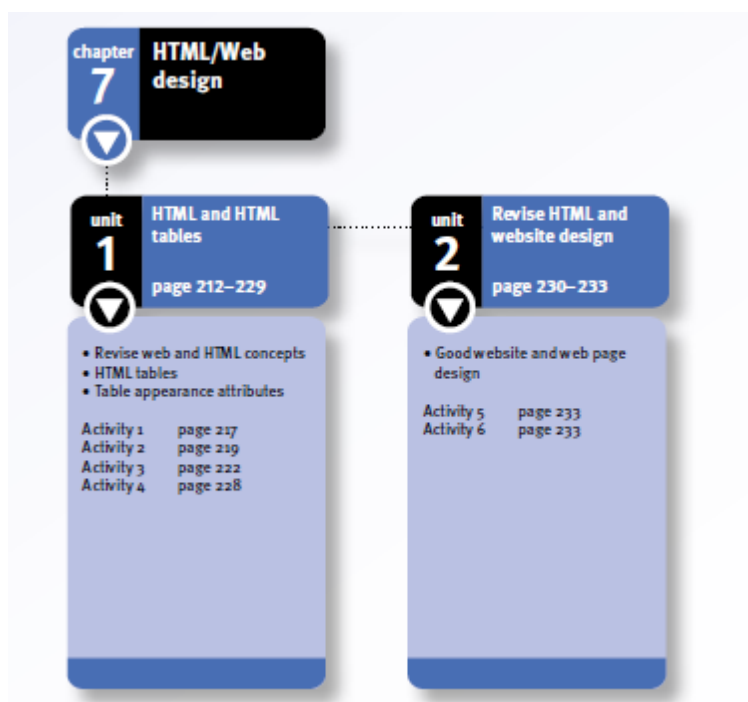 chapter
7
HTML/Web
design
unit
1
HTML and HTML
tables
page 212–229
• Revise web and HTML concepts
• HTML tables
• Table appearance attributes
Activity 1 page 217
Activity 2 page 219
Activity 3 page 222
Activity 4 page 228
unit
2
Revise HTML and
website design
page 230–233
• Good website and web page
design
Activity 5 page 233
Activity 6 page 233